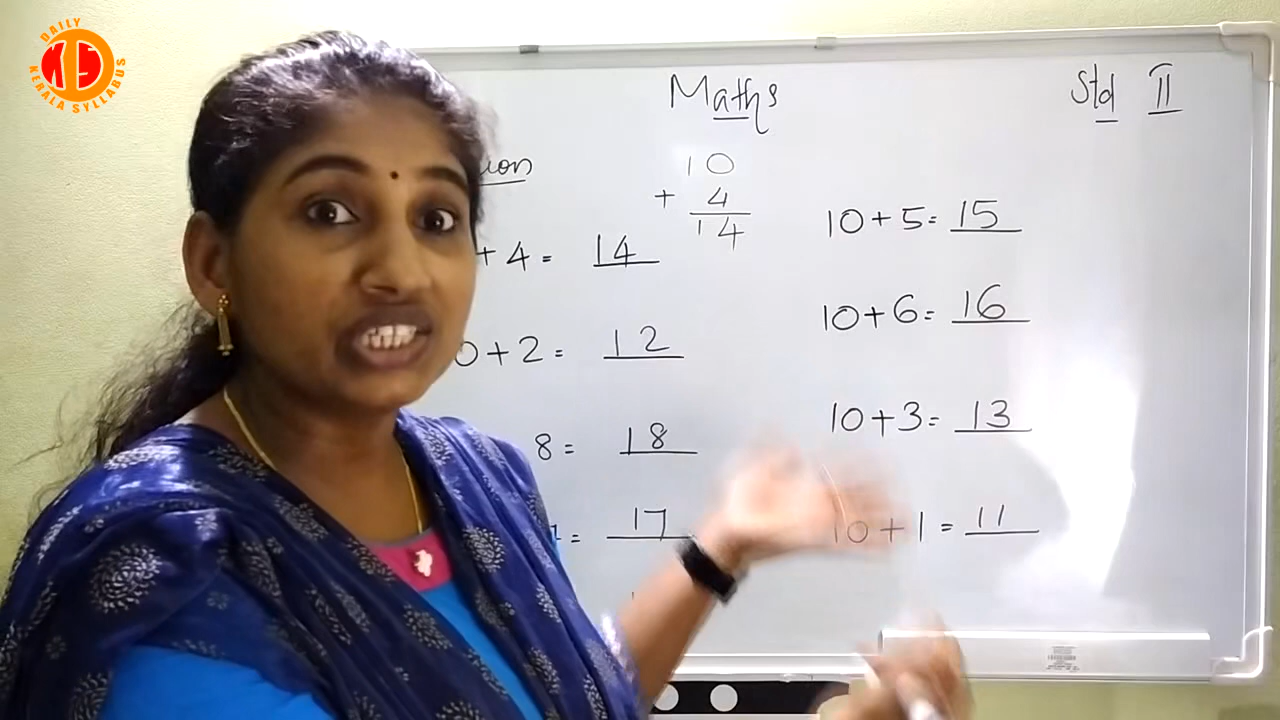 DAILY
KS
KERALA SYLLABUS
Maths
Std II
10
+ 4
14
+ 4 = 14
0 + 2 = 12
8 = 18
= 17
10 + 5 = 15
10 + 6 = 16
10 + 3 = 13
10 + 1 = 11